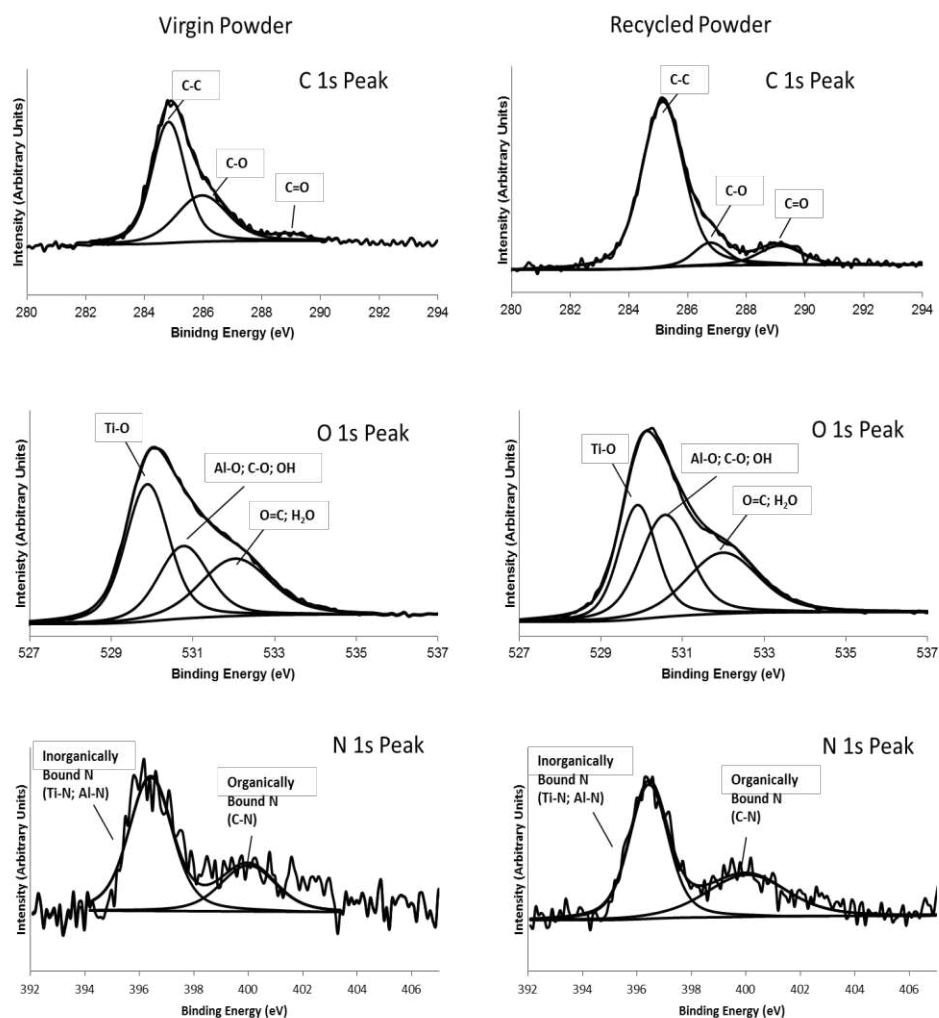 Virgin Powder
Recycled Powder
C 1s Peak
C-C
C-O
C=O
Intensity (Arbitrary Units)
280 282 284 286 288 290 292 294
Binidng Energy (eV)
C 1s Peak
C-C
C-O
C=O
Intensity (Arbitrary Units)
280 282 284 286 288 290 292 294
Binding Energy (eV)
O 1s Peak
Ti-O
Al-O; C-O; OH
O=C; H₂O
Intenisty (Arbitrary Units)
527 529 531 533 535 537
Binding Energy (eV)
O 1s Peak
Ti-O
Al-O; C-O; OH
O=C; H₂O
Intensity (Arbitrary Units)
527 529 531 533 535 537
Binding Energy (eV)
N 1s Peak
Inorganically
Bound N
(Ti-N; Al-N)
Organically
Bound N
(C-N)
Intensity (Arbitrary Units)
392 394 396 398 400 402 404 406
Binding Energy (eV)
N 1s Peak
Inorganically
Bound N
(Ti-N; Al-N)
Organically
Bound N
(C-N)
Intensity (Arbitrary Units)
392 394 396 398 400 402 404 406
Binding Energy (eV)